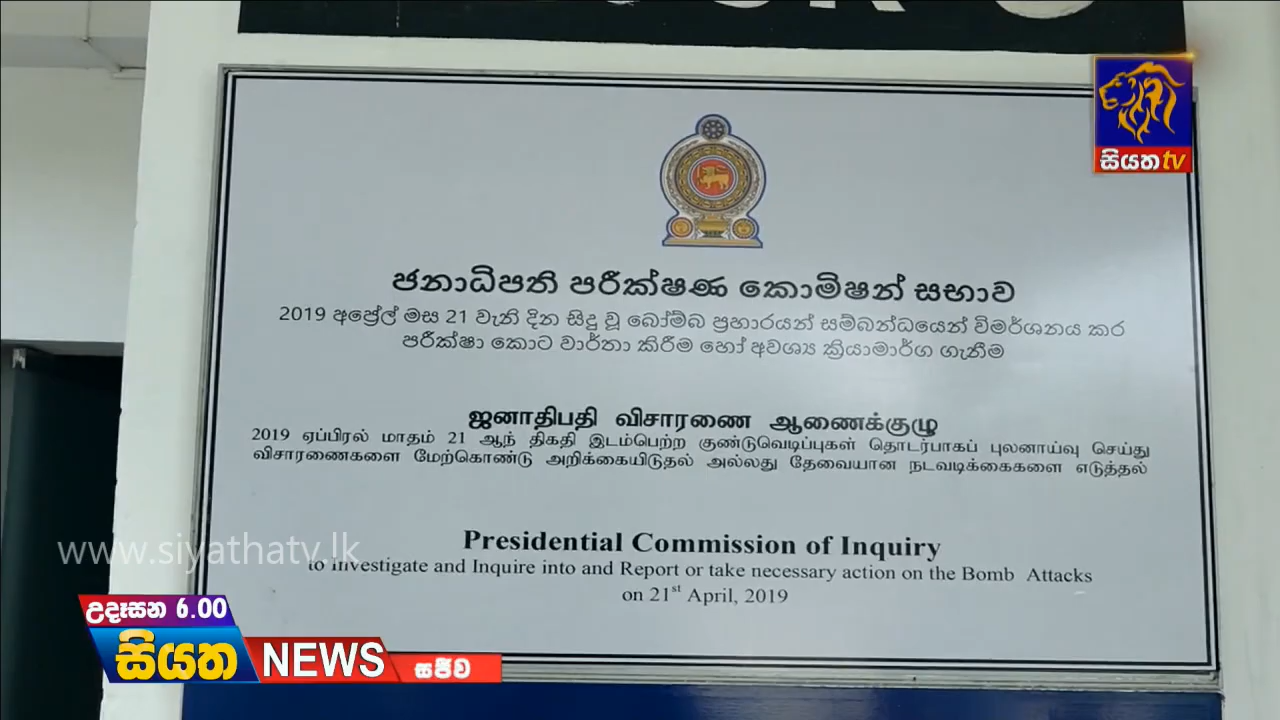 සියත tv
ජනාධිපති පරීක්ෂණ කොමිෂන් සභාව
2019 අප්‍රේල් මස 21 වැනි දින සිදු වූ බෝම්බ ප්‍රහාරයන් සම්බන්ධයෙන් විමර්ශනය කර
පරීක්ෂා කොට වාර්තා කිරීම හෝ අවශ්‍ය ක්‍රියාමාර්ග ගැනීම
ஜனாதிபதி விசாரணை ஆணைக்குழு
2019 ஏப்பிரல் மாதம் 21 ஆந் திகதி இடம்பெற்ற குண்டுவெடிப்புகள் தொடர்பாகப் புலனாய்வு செய்து
விசாரணைகளை மேற்கொண்டு அறிக்கையிடுதல் அல்லது தேவையான நடவடிக்கைகளை எடுத்தல்
Presidential Commission of Inquiry
to Investigate and Inquire into and Report or take necessary action on the Bomb Attacks
on 21st April, 2019
www.siyathatv.lk
උදෑසන 6.00
සියත NEWS
සජීව